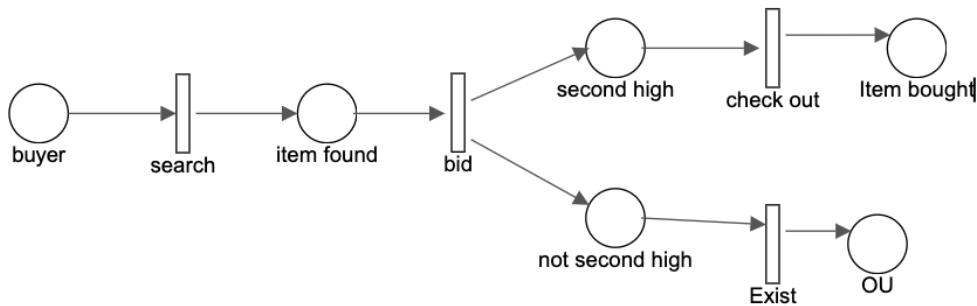 second high
check out
Item bought
buyer
search
item found
bid
not second high
Exist
OU